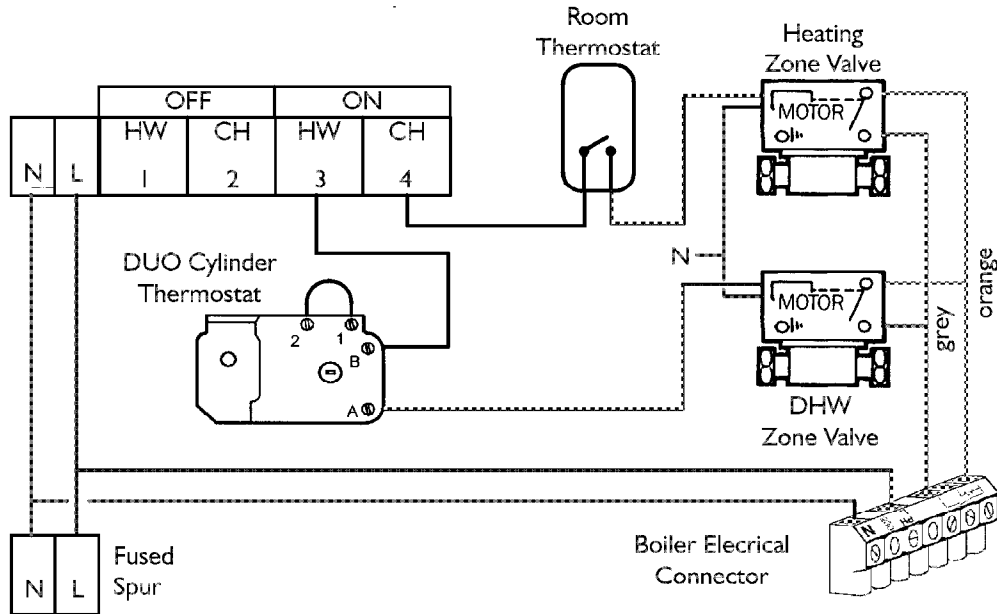 Room
Thermostat
Heating
Zone Valve
OFF ON
HW CH HW CH
N L 1 2 3 4
MOTOR
DUO Cylinder
Thermostat
N
orange
MOTOR
2 1
B
grey
A
DHW
Zone Valve
N
Boiler Elecrical
Connector
Fused
Spur
N L